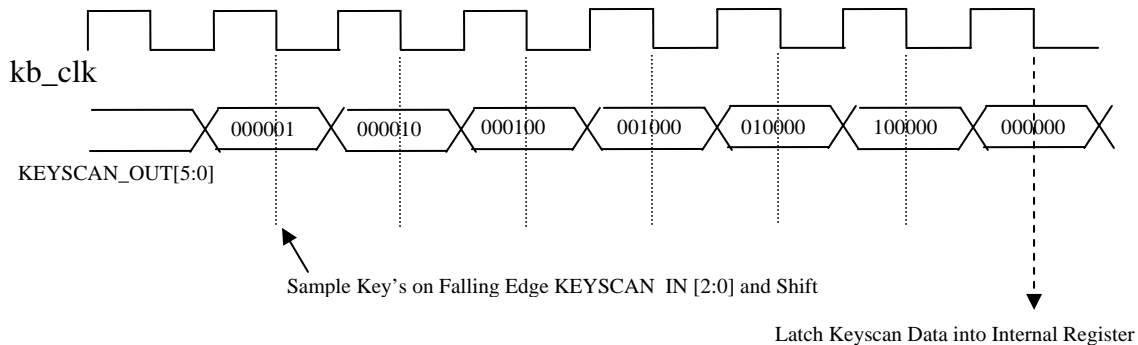 kb_clk
000001 000010 000100 001000 010000 100000 000000
KEYSCAN_OUT[5:0]
Sample Key's on Falling Edge KEYSCAN IN [2:0] and Shift
Latch Keyscan Data into Internal Register